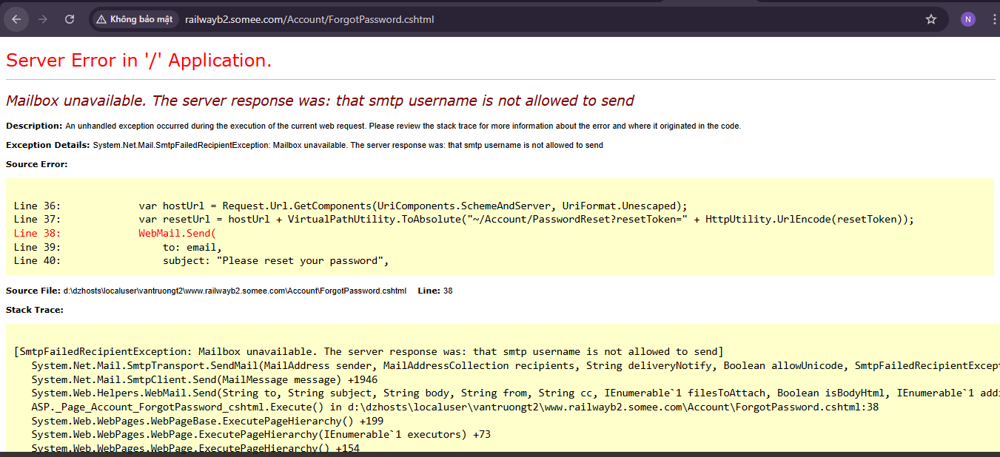 Không bảo mật railwayb2.somee.com/Account/ForgotPassword.cshtml N
Server Error in '/' Application.
Mailbox unavailable. The server response was: that smtp username is not allowed to send
Description: An unhandled exception occurred during the execution of the current web request. Please review the stack trace for more information about the error and where it originated in the code.
Exception Details: System.Net.Mail.SmtpFailedRecipientException: Mailbox unavailable. The server response was: that smtp username is not allowed to send
Source Error:
Line 36:             var hostUrl = Request.Url.GetComponents(UriComponents.SchemeAndServer, UriFormat.Unescaped);
Line 37:             var resetUrl = hostUrl + VirtualPathUtility.ToAbsolute("~/Account/PasswordReset?resetToken=" + HttpUtility.UrlEncode(resetToken));
Line 38:             WebMail.Send(
Line 39:                 to: email,
Line 40:                 subject: "Please reset your password",
Source File: d:\dzhosts\localuser\vantruongt2\www.railwayb2.somee.com\Account\ForgotPassword.cshtml    Line: 38
Stack Trace:
[SmtpFailedRecipientException: Mailbox unavailable. The server response was: that smtp username is not allowed to send]
System.Net.Mail.SmtpTransport.SendMail(MailAddress sender, MailAddressCollection recipients, String deliveryNotify, Boolean allowUnicode, SmtpFailedRecipientExcept
System.Net.Mail.SmtpClient.Send(MailMessage message) +1946
System.Web.Helpers.WebMail.Send(String to, String subject, String body, String from, String cc, IEnumerable`1 filesToAttach, Boolean isBodyHtml, IEnumerable`1 addi
ASP._Page_Account_ForgotPassword_cshtml.Execute() in d:\dzhosts\localuser\vantruongt2\www.railwayb2.somee.com\Account\ForgotPassword.cshtml:38
System.Web.WebPages.WebPageBase.ExecutePageHierarchy() +199
System.Web.WebPages.WebPage.ExecutePageHierarchy(IEnumerable`1 executors) +73
System.Web.WebPages.WebPage.ExecutePageHierarchy() +154